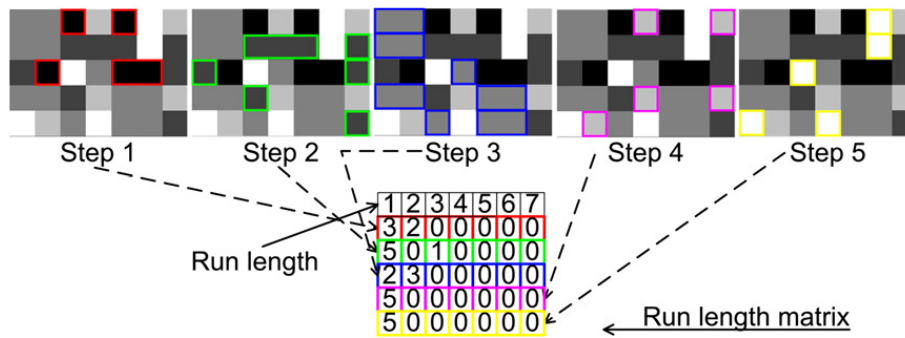 Step 1 Step 2 Step 3 Step 4 Step 5
1 2 3 4 5 6 7
3 2 0 0 0 0 0
5 0 1 0 0 0 0
2 3 0 0 0 0 0
5 0 0 0 0 0 0
5 0 0 0 0 0 0
Run length
Run length matrix